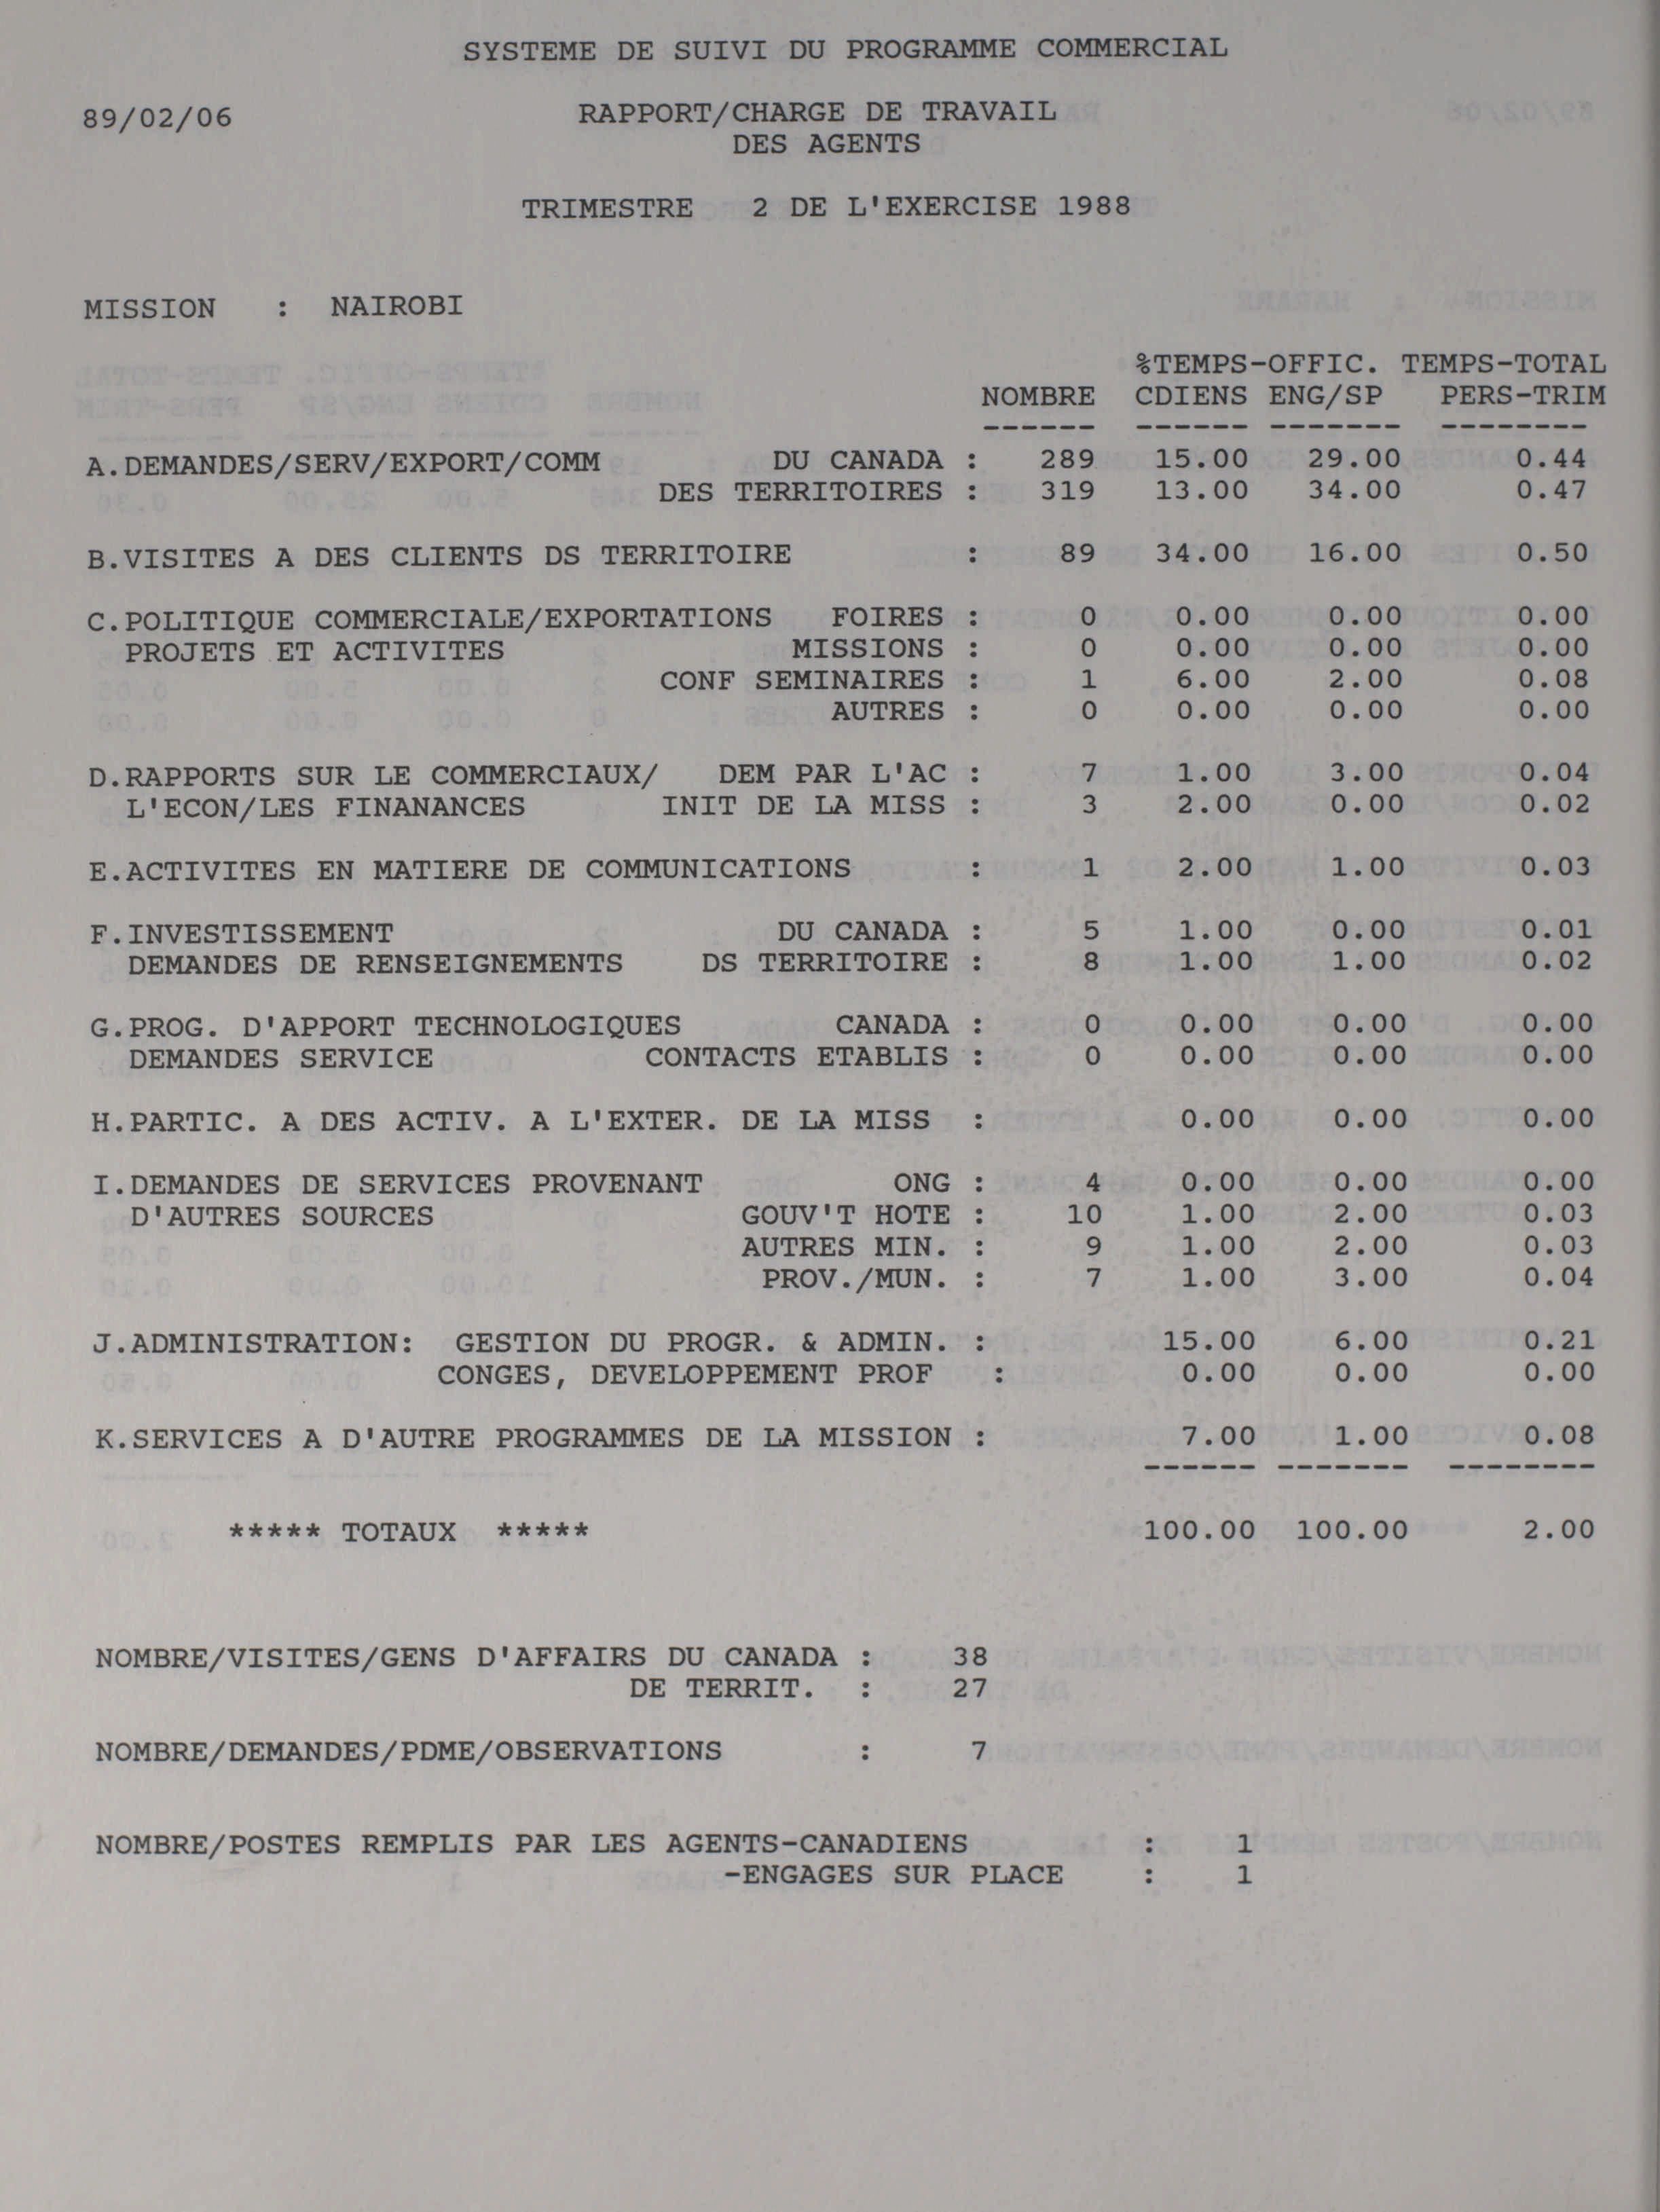 SYSTEME DE SUIVI DU PROGRAMME COMMERCIAL
89/02/06 RAPPORT/CHARGE DE TRAVAIL
DES AGENTS
TRIMESTRE 2 DE L'EXERCISE 1988
MISSION : NAIROBI
%TEMPS-OFFIC. TEMPS-TOTAL
NOMBRE CDIENS ENG/SP PERS-TRIM
------ ------ ------- --------
A.DEMANDES/SERV/EXPORT/COMM DU CANADA : 289 15.00 29.00 0.44
DES TERRITOIRES : 319 13.00 34.00 0.47
B.VISITES A DES CLIENTS DS TERRITOIRE : 89 34.00 16.00 0.50
C.POLITIQUE COMMERCIALE/EXPORTATIONS FOIRES : 0 0.00 0.00 0.00
PROJETS ET ACTIVITES MISSIONS : 0 0.00 0.00 0.00
CONF SEMINAIRES : 1 6.00 2.00 0.08
AUTRES : 0 0.00 0.00 0.00
D.RAPPORTS SUR LE COMMERCIAUX/ DEM PAR L'AC : 7 1.00 3.00 0.04
L'ECON/LES FINANANCES INIT DE LA MISS : 3 2.00 0.00 0.02
E.ACTIVITES EN MATIERE DE COMMUNICATIONS : 1 2.00 1.00 0.03
F.INVESTISSEMENT DU CANADA : 5 1.00 0.00 0.01
DEMANDES DE RENSEIGNEMENTS DS TERRITOIRE : 8 1.00 1.00 0.02
G.PROG. D'APPORT TECHNOLOGIQUES CANADA : 0 0.00 0.00 0.00
DEMANDES SERVICE CONTACTS ETABLIS : 0 0.00 0.00 0.00
H.PARTIC. A DES ACTIV. A L'EXTER. DE LA MISS : 0.00 0.00 0.00
I.DEMANDES DE SERVICES PROVENANT ONG : 4 0.00 0.00 0.00
D'AUTRES SOURCES GOUV'T HOTE : 10 1.00 2.00 0.03
AUTRES MIN. : 9 1.00 2.00 0.03
PROV./MUN. : 7 1.00 3.00 0.04
J.ADMINISTRATION: GESTION DU PROGR. & ADMIN. : 15.00 6.00 0.21
CONGES, DEVELOPPEMENT PROF : 0.00 0.00 0.00
K.SERVICES A D'AUTRE PROGRAMMES DE LA MISSION : 7.00 1.00 0.08
------ ------- --------
***** TOTAUX ***** 100.00 100.00 2.00
NOMBRE/VISITES/GENS D'AFFAIRS DU CANADA : 38
DE TERRIT. : 27
NOMBRE/DEMANDES/PDME/OBSERVATIONS : 7
NOMBRE/POSTES REMPLIS PAR LES AGENTS-CANADIENS : 1
-ENGAGES SUR PLACE : 1